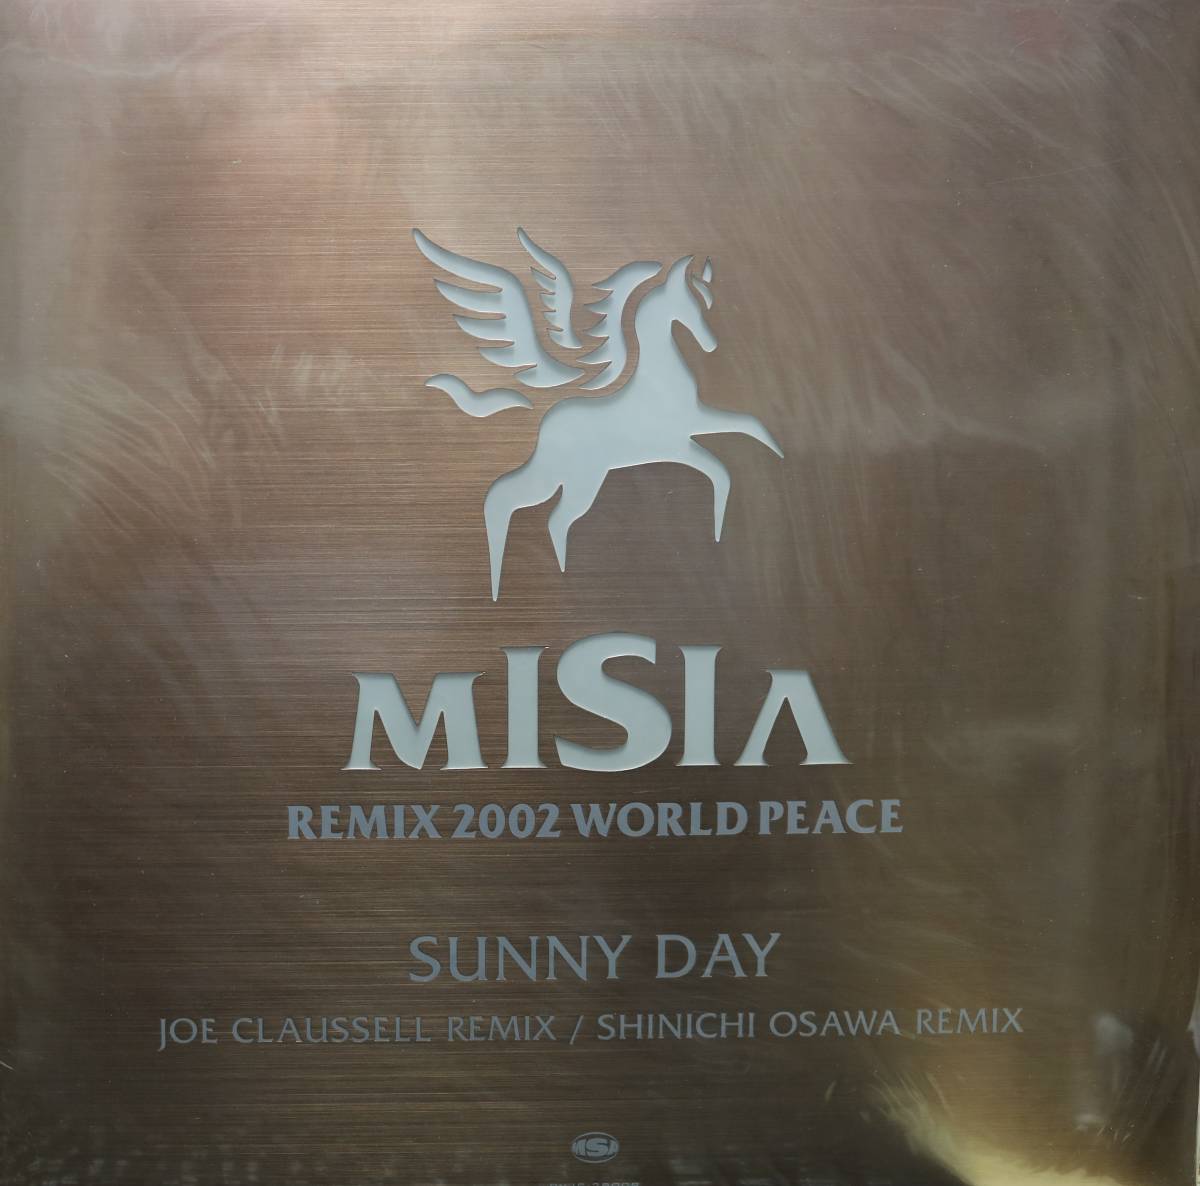 MISIA
REMIX 2002 WORLD PEACE
SUNNY DAY
JOE CLAUSSELL REMIX / SHINICHI OSAWA REMIX